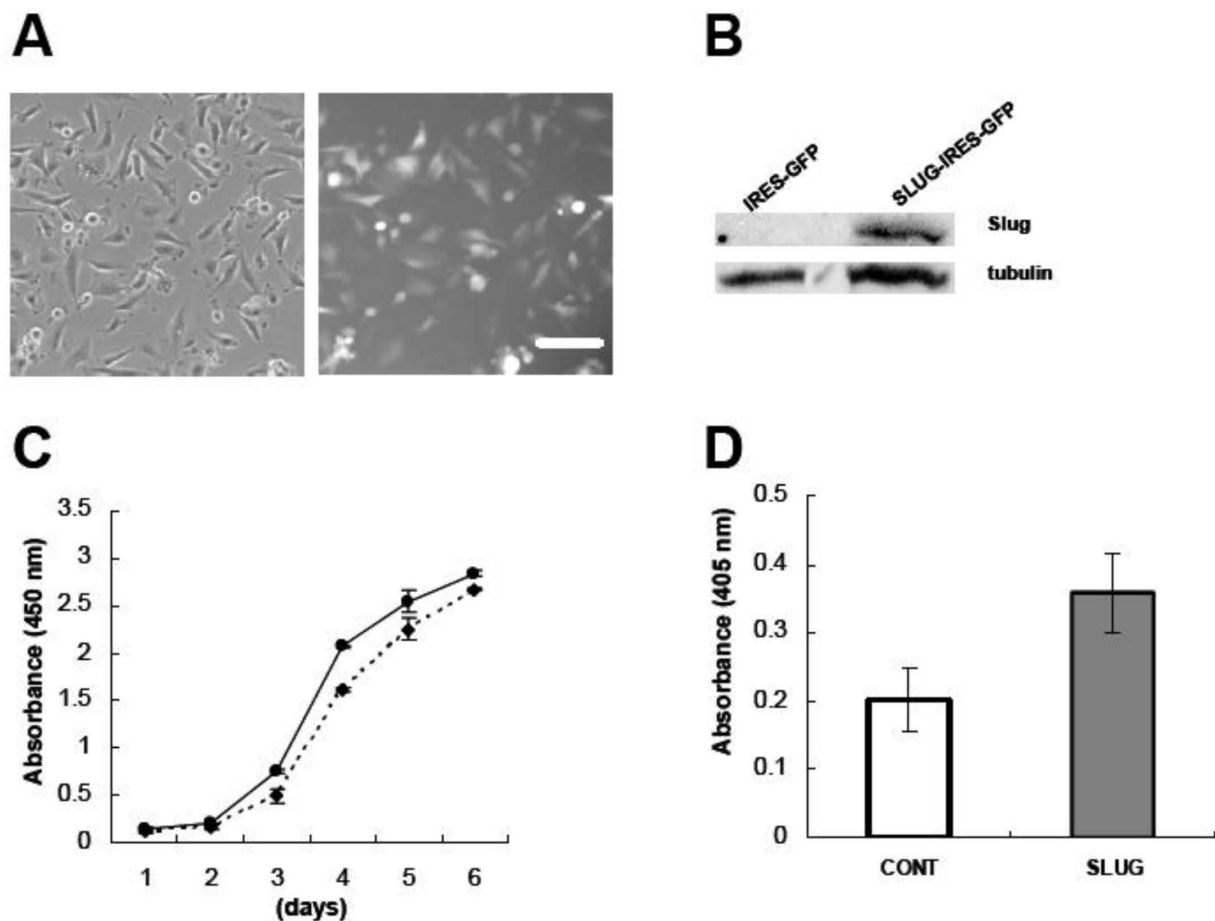 A
B
IRES-GFP
SLUG-IRES-GFP
Slug
tubulin
C
Absorbance (450 nm)
3.5
3
2.5
2
1.5
1
0.5
0
1 2 3 4 5 6
(days)
D
Absorbance (405 nm)
0.5
0.4
0.3
0.2
0.1
0
CONT SLUG